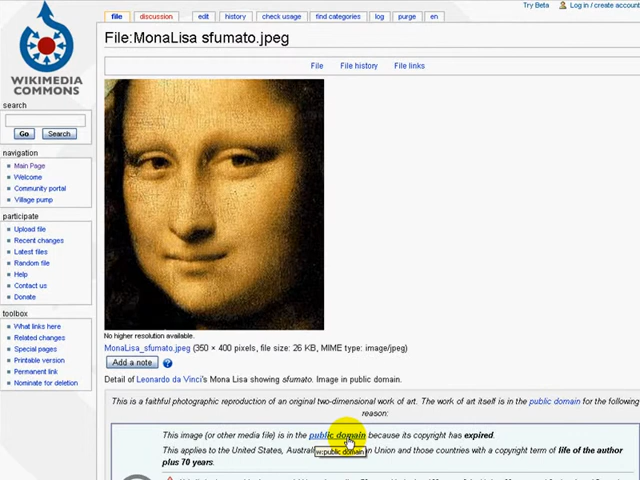 Try Beta Log in / create account
file discussion edit history check usage find categories log purge en
File:MonaLisa sfumato.jpeg
WIKIMEDIA
COMMONS
File File history File links
search
Go Search
navigation
Main Page
Welcome
Community portal
Village pump
participate
Upload file
Recent changes
Latest files
Random file
Help
Contact us
Donate
toolbox
What links here
Related changes
Special pages
Printable version
Permanent link
Nominate for deletion
No higher resolution available.
MonaLisa_sfumato.jpeg (350 × 400 pixels, file size: 26 KB, MIME type: image/jpeg)
Add a note ?
Detail of Leonardo da Vinci's Mona Lisa showing sfumato. Image in public domain.
This is a faithful photographic reproduction of an original two-dimensional work of art. The work of art itself is in the public domain for the following
reason:
This image (or other media file) is in the public domain because its copyright has expired.
This applies to the United States, Union and those countries with a copyright term of life of the author
w:public domain
plus 70 years.